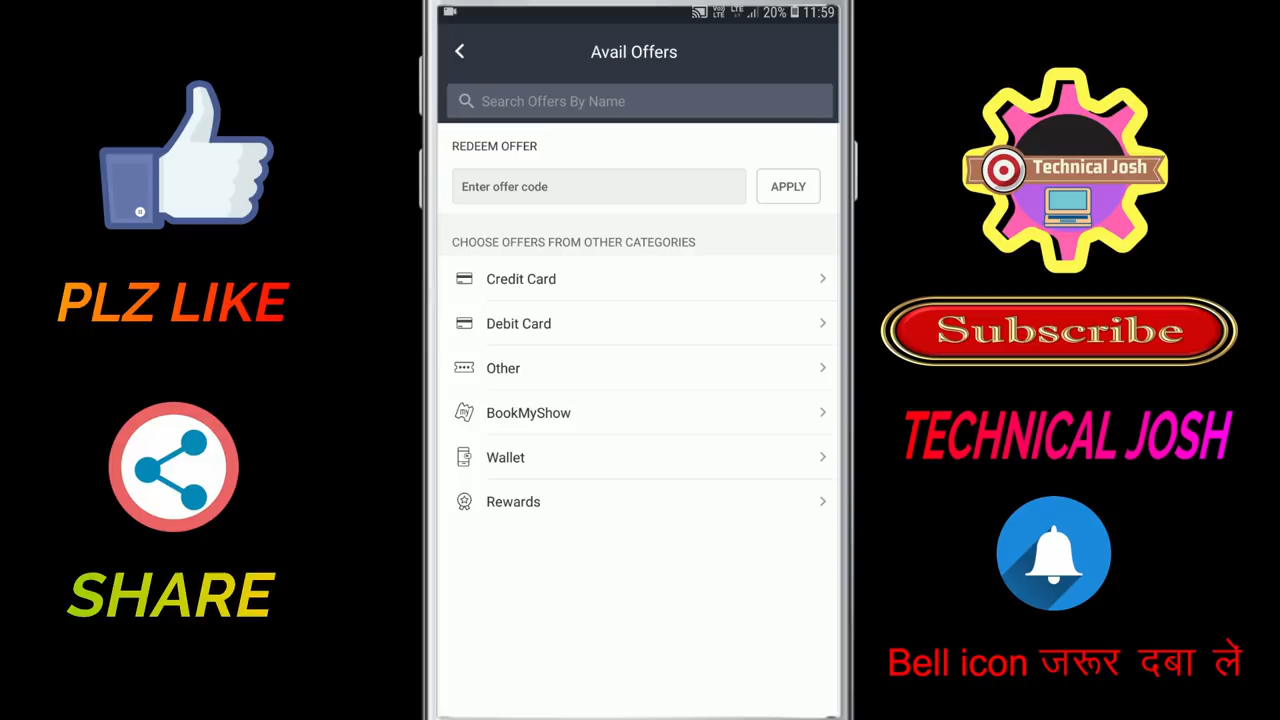 20% 11:59
Avail Offers
Search Offers By Name
REDEEM OFFER
Enter offer code
APPLY
CHOOSE OFFERS FROM OTHER CATEGORIES
Credit Card
Debit Card
Other
BookMyShow
Wallet
Rewards
PLZ LIKE
SHARE
Technical Josh
Subscribe
TECHNICAL JOSH
Bell icon जरूर दबा लें